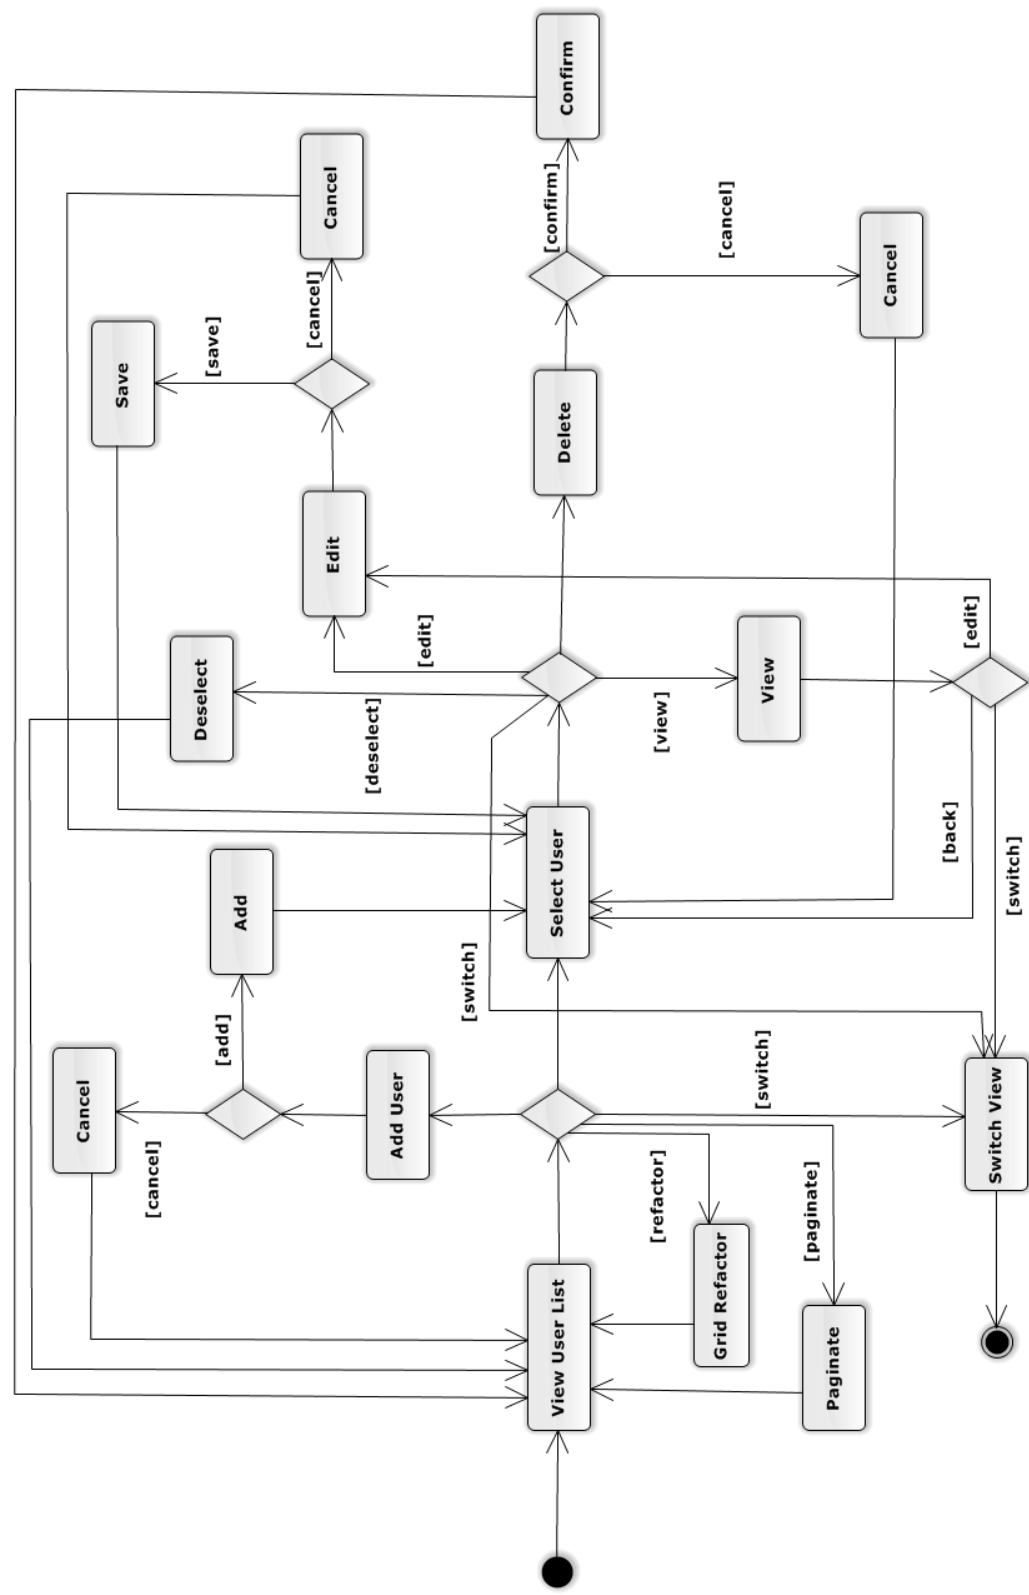 Cancel
[cancel]
[add]
Add
Add User
Deselect
[deselect]
Save
[save]
Cancel
[cancel]
Edit
[edit]
View User List
Select User
Delete
[confirm]
Confirm
[switch]
[refactor]
Grid Refactor
[view]
View
[cancel]
Cancel
[paginate]
Paginate
[switch]
[back]
[edit]
Switch View
[switch]